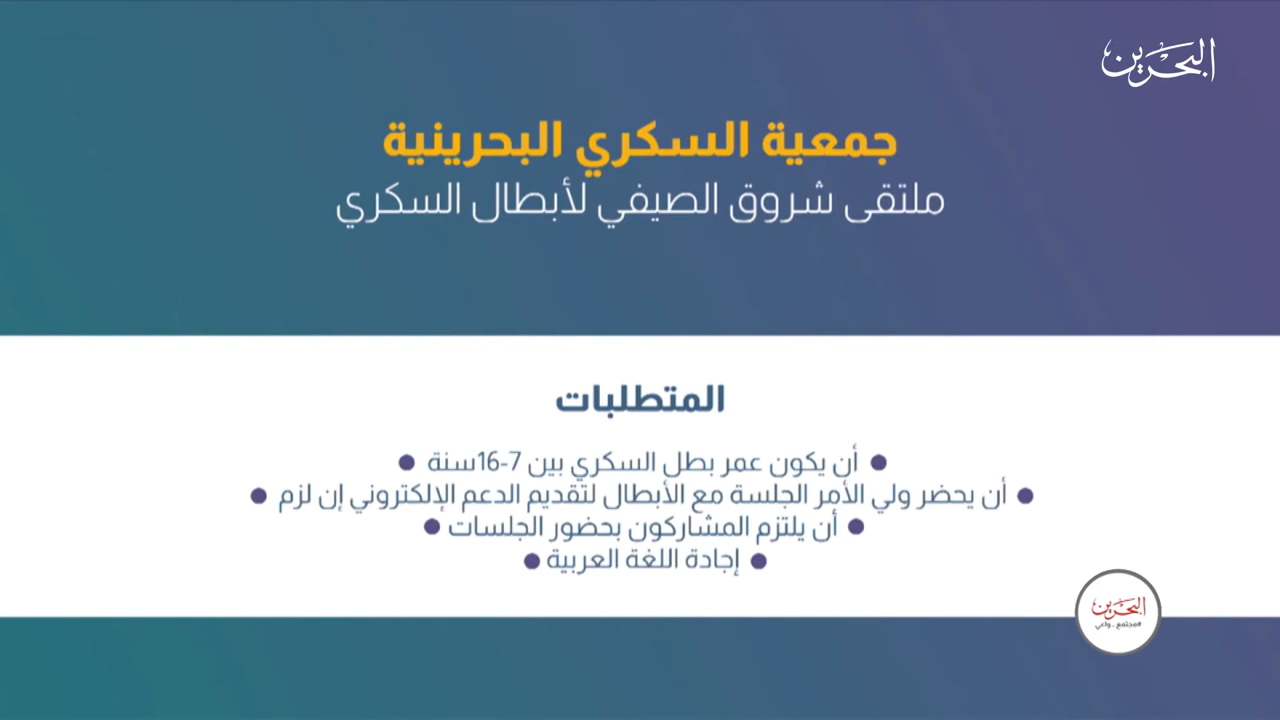 البحرين
جمعية السكري البحرينية
ملتقى شروق الصيفي لأبطال السكري
المتطلبات
● أن يكون عمر بطل السكري بين 7-16سنة ●
● أن يحضر ولي الأمر الجلسة مع الأبطال لتقديم الدعم الإلكتروني إن لزم ●
● أن يلتزم المشاركون بحضور الجلسات ●
● إجادة اللغة العربية ●
البحرين
#مجتمع_واعي